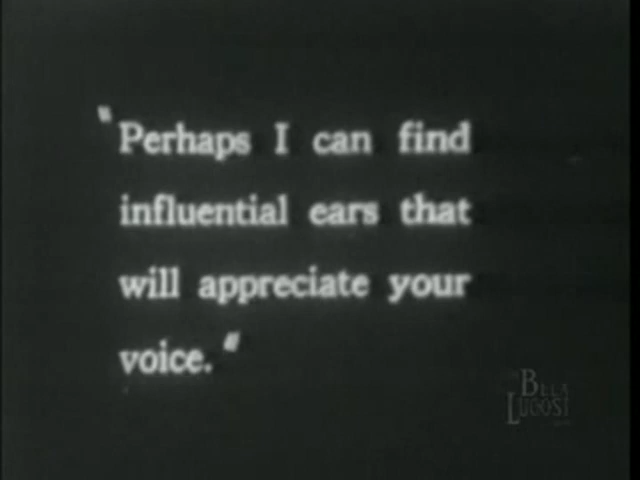 "Perhaps I can find
influential ears that
will appreciate your
voice."
BELA
LUGOSI